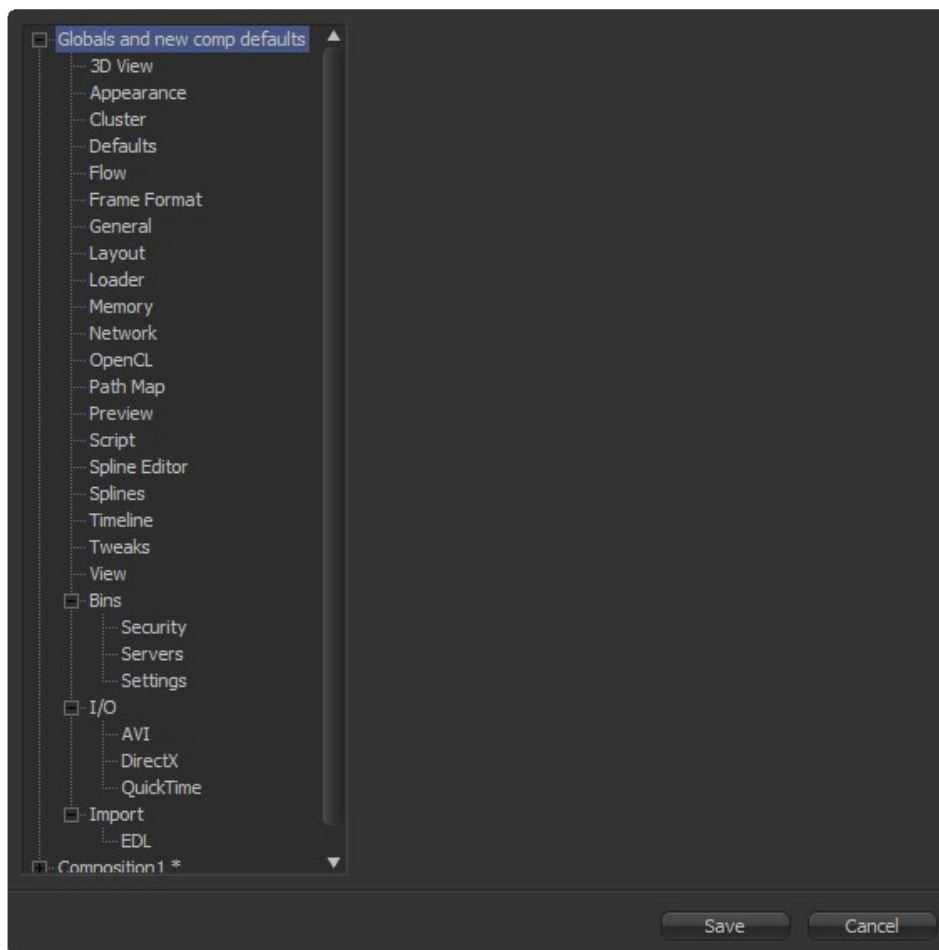 Globals and new comp defaults
3D View
Appearance
Cluster
Defaults
Flow
Frame Format
General
Layout
Loader
Memory
Network
OpenCL
Path Map
Preview
Script
Spline Editor
Splines
Timeline
Tweaks
View
Bins
Security
Servers
Settings
I/O
AVI
DirectX
QuickTime
Import
EDL
Composition1 *
Save Cancel